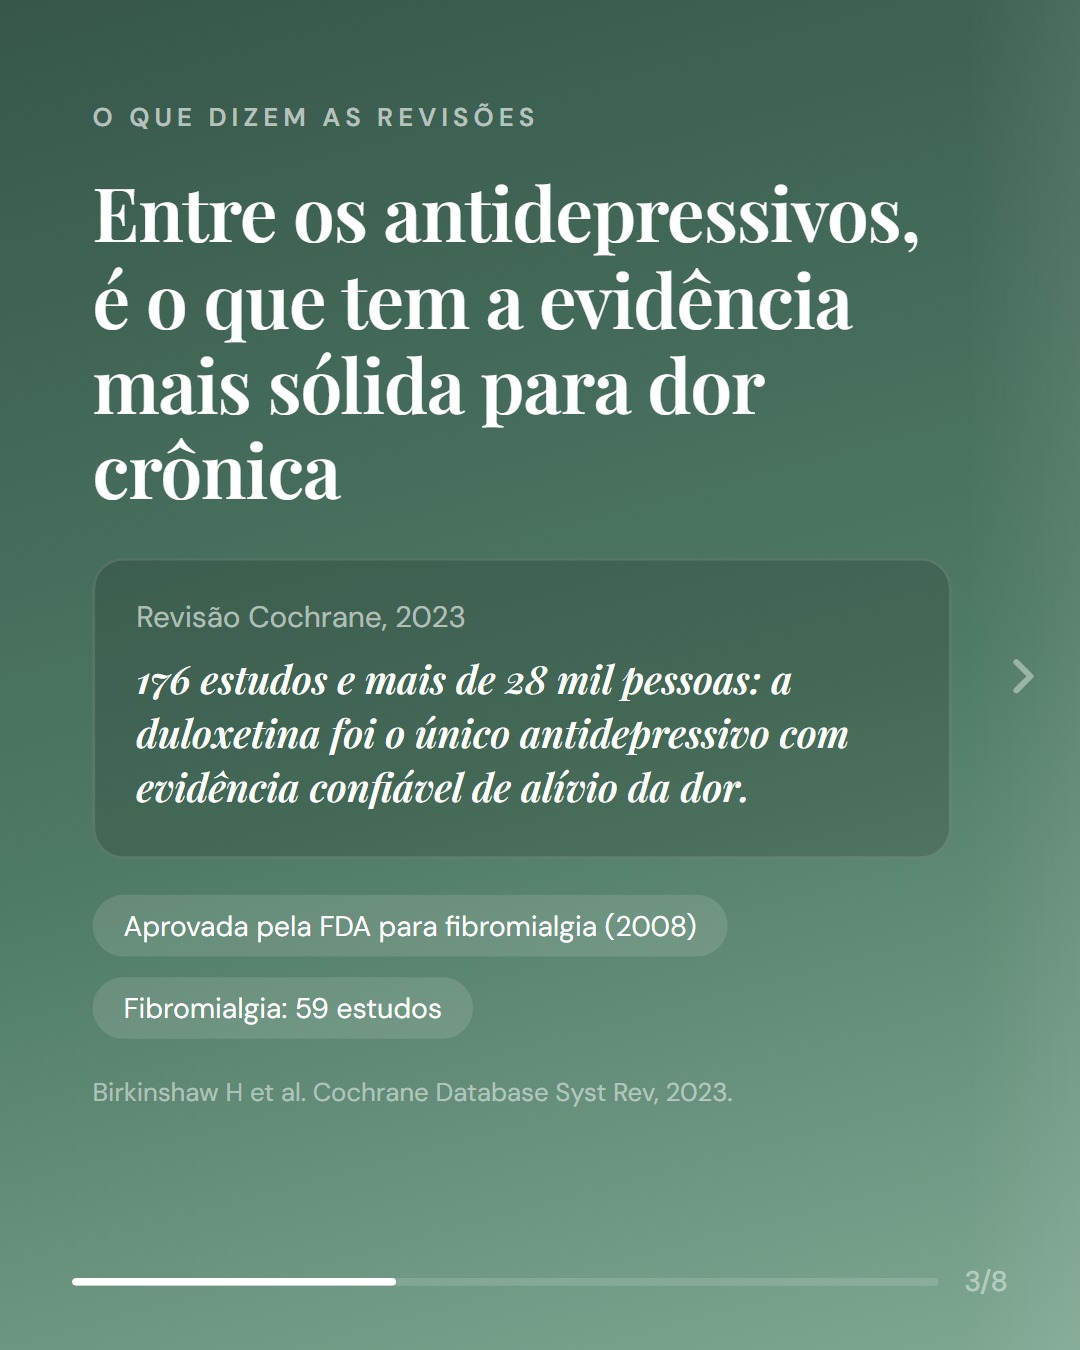 O QUE DIZEM AS REVISÕES
Entre os antidepressivos,
é o que tem a evidência
mais sólida para dor
crônica
Revisão Cochrane, 2023
176 estudos e mais de 28 mil pessoas: a
duloxetina foi o único antidepressivo com
evidência confiável de alívio da dor.
Aprovada pela FDA para fibromialgia (2008)
Fibromialgia: 59 estudos
Birkinshaw H et al. Cochrane Database Syst Rev, 2023.
3/8